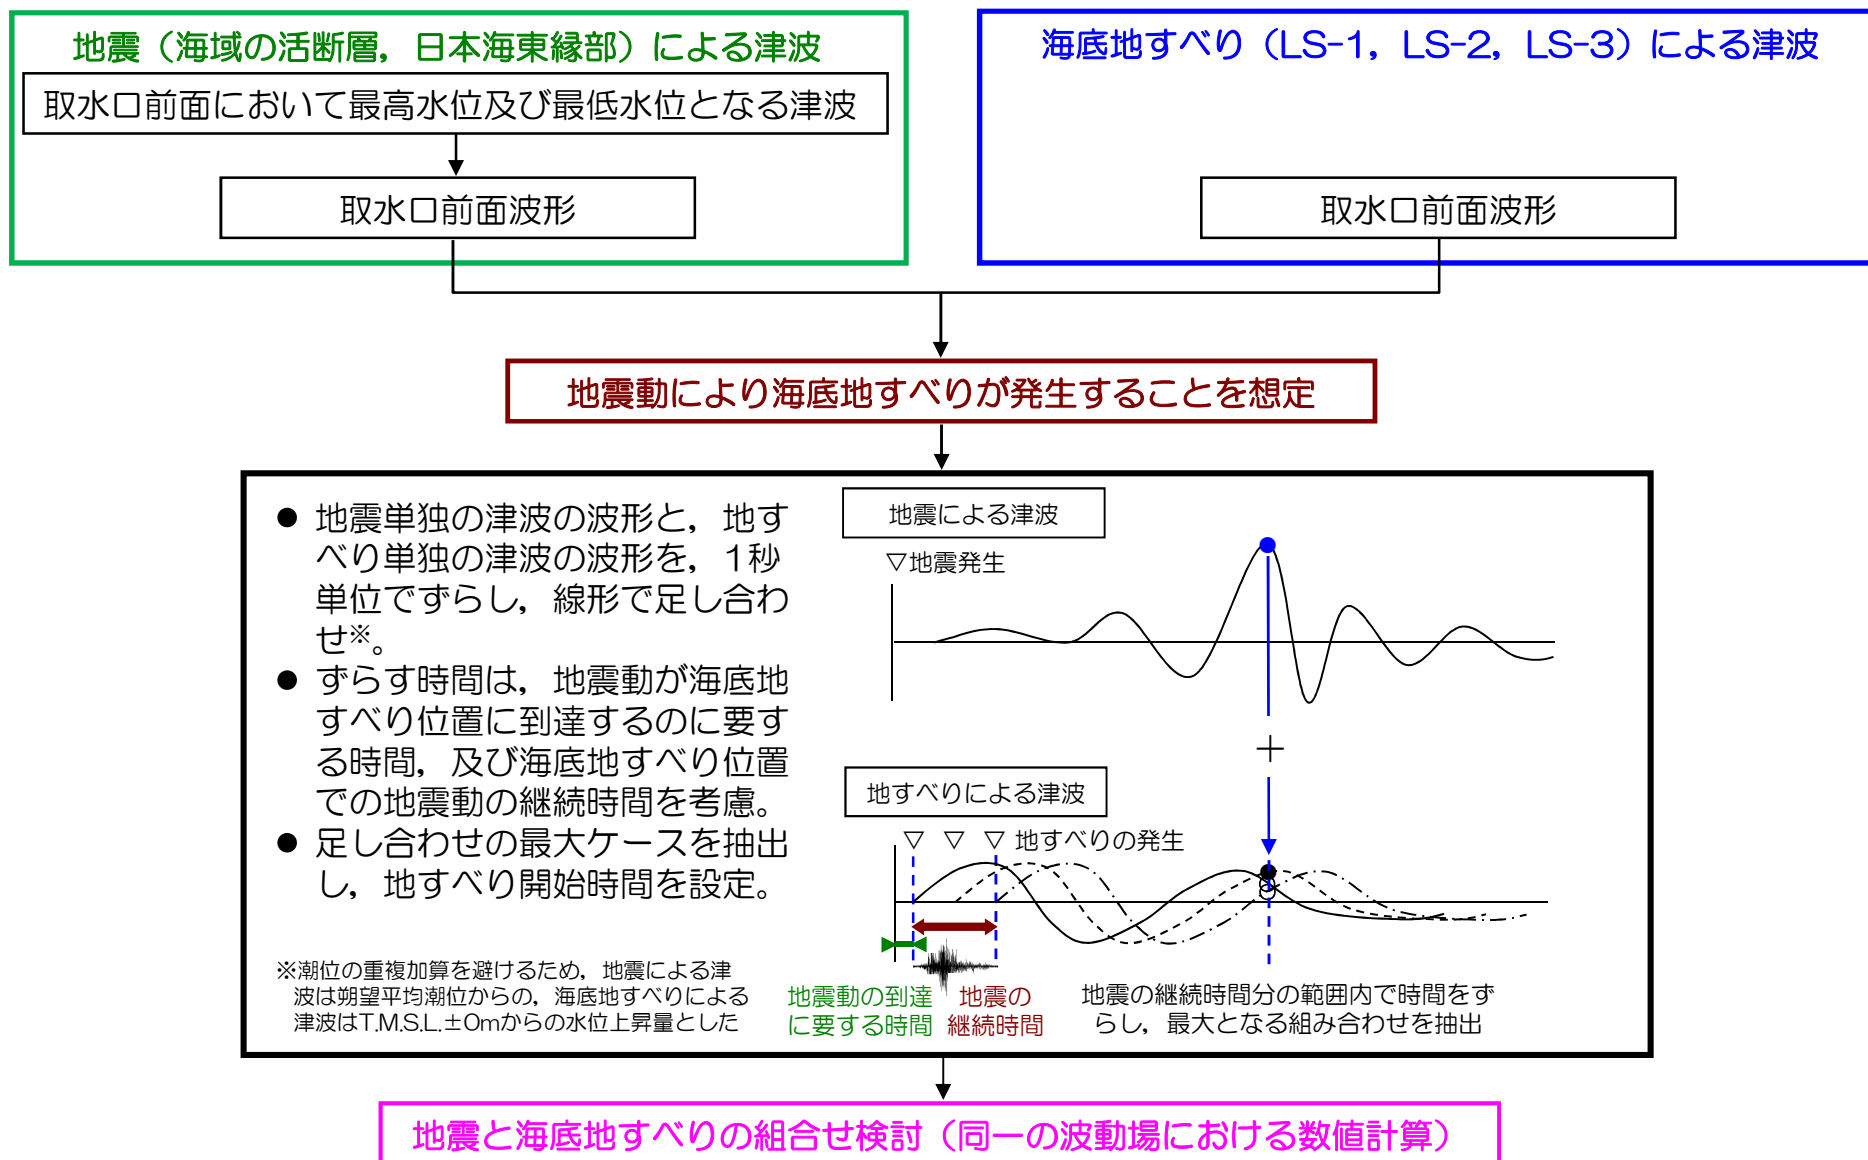 地震（海域の活断層，日本海東縁部）による津波
取水口前面において最高水位及び最低水位となる津波
取水口前面波形
海底地すべり（LS-1，LS-2，LS-3）による津波
取水口前面波形
地震動により海底地すべりが発生することを想定
● 地震単独の津波の波形と，地す
べり単独の津波の波形を，1秒
単位でずらし，線形で足し合わ
せ※。
● ずらす時間は，地震動が海底地
すべり位置に到達するのに要す
る時間，及び海底地すべり位置
での地震動の継続時間を考慮。
● 足し合わせの最大ケースを抽出
し，地すべり開始時間を設定。
※潮位の重複加算を避けるため，地震による津
波は朔望平均潮位からの，海底地すべりによる
津波はT.M.S.L.±0mからの水位上昇量とした
地震による津波
▽地震発生
＋
地すべりによる津波
▽ ▽ ▽ 地すべりの発生
地震動の到達
に要する時間
地震の
継続時間
地震の継続時間分の範囲内で時間をず
らし，最大となる組み合わせを抽出
地震と海底地すべりの組合せ検討（同一の波動場における数値計算）